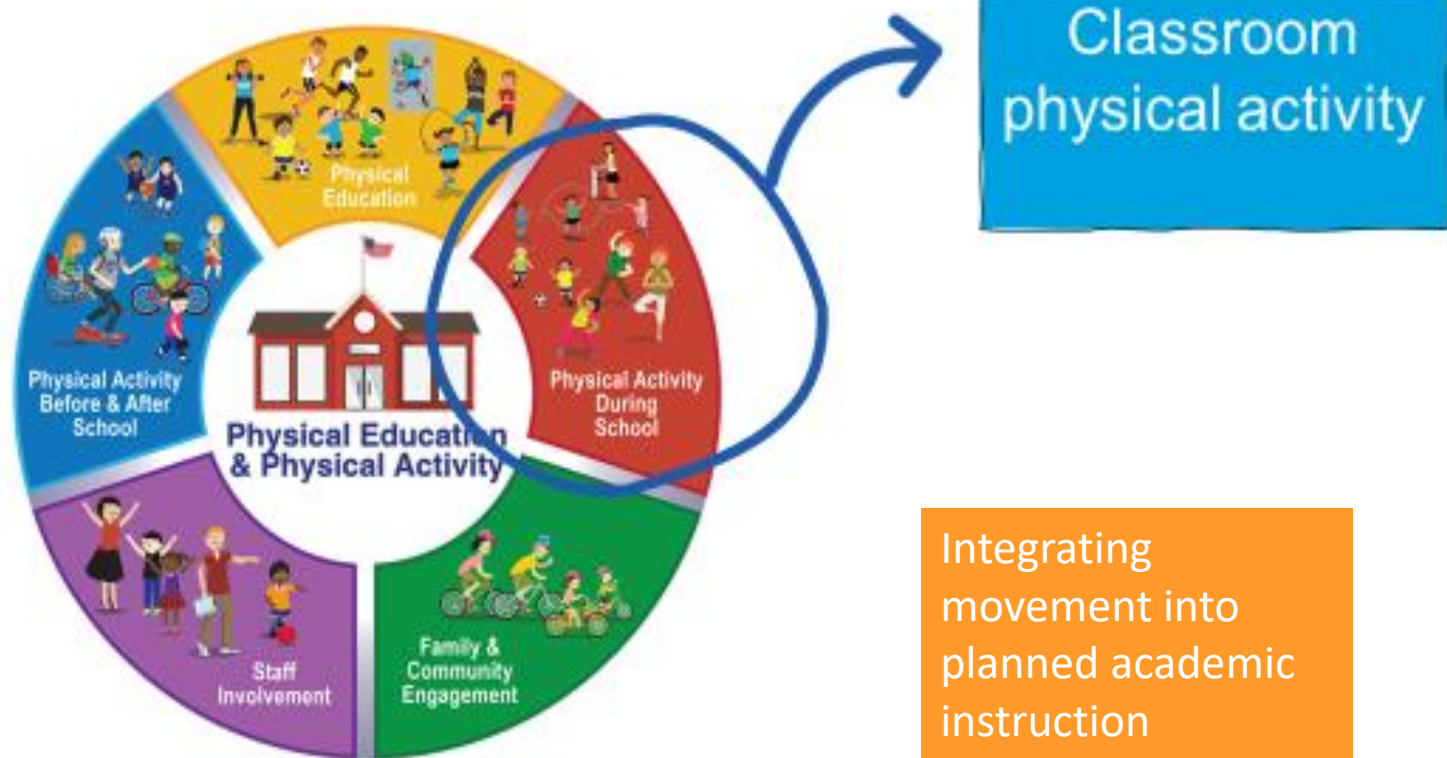 Classroom
physical activity
Physical
Education
Physical Activity
Before & After
School
Physical Activity
During
School
Physical Education
& Physical Activity
Staff
Involvement
Family &
Community
Engagement
Integrating
movement into
planned academic
instruction